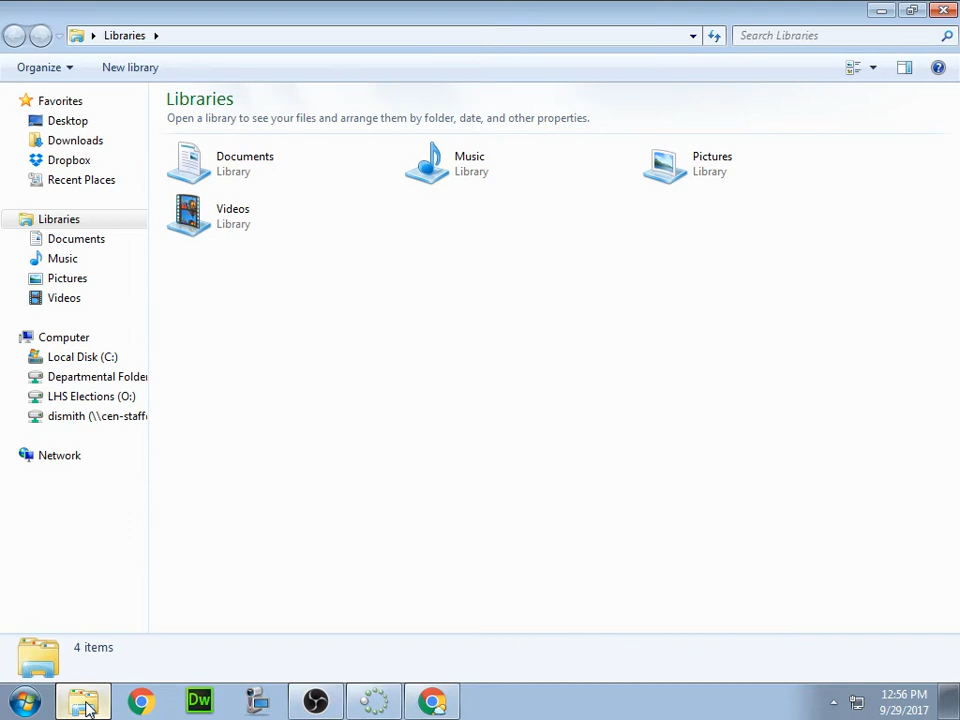 Libraries
Search Libraries
Organize
New library
Favorites
Desktop
Downloads
Dropbox
Recent Places
Libraries
Documents
Music
Pictures
Videos
Computer
Local Disk (C:)
Departmental Folde
LHS Elections (O:)
dismith (\\cen-staff
Network
Libraries
Open a library to see your files and arrange them by folder, date, and other properties.
Documents
Library
Music
Library
Pictures
Library
Videos
Library
4 items
Dw
12:56 PM
9/29/2017